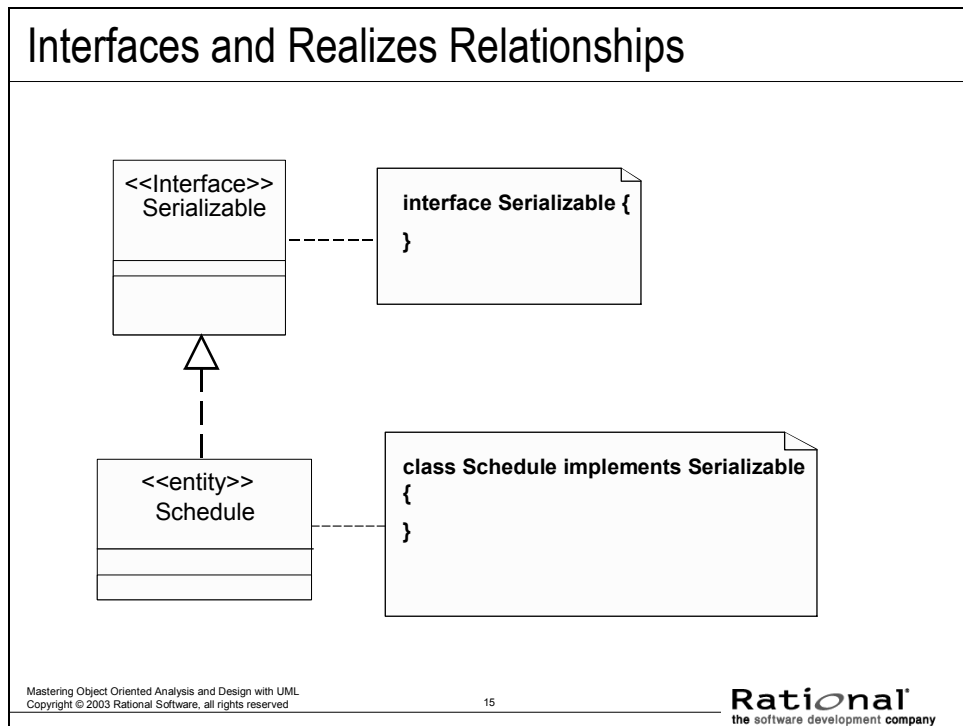 Interfaces and Realizes Relationships
<<Interface>>
Serializable
interface Serializable {
}
<<entity>>
Schedule
class Schedule implements Serializable
{
}
Mastering Object Oriented Analysis and Design with UML
Copyright © 2003 Rational Software, all rights reserved
15
Rational
the software development company